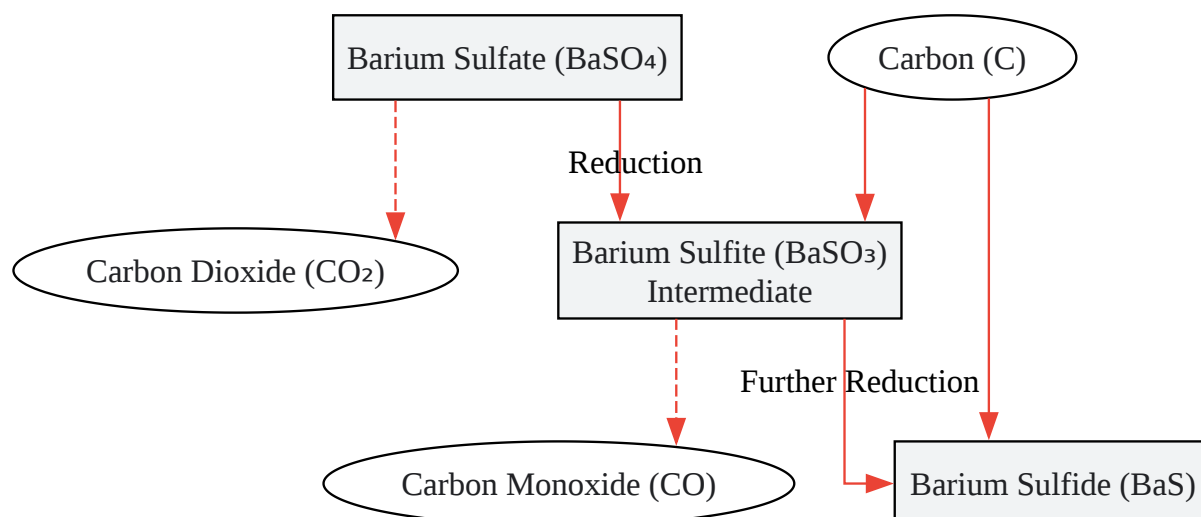 Barium Sulfate (BaSO₄)
Carbon (C)
Reduction
Carbon Dioxide (CO₂)
Barium Sulfite (BaSO₃)
Intermediate
Further Reduction
Carbon Monoxide (CO)
Barium Sulfide (BaS)